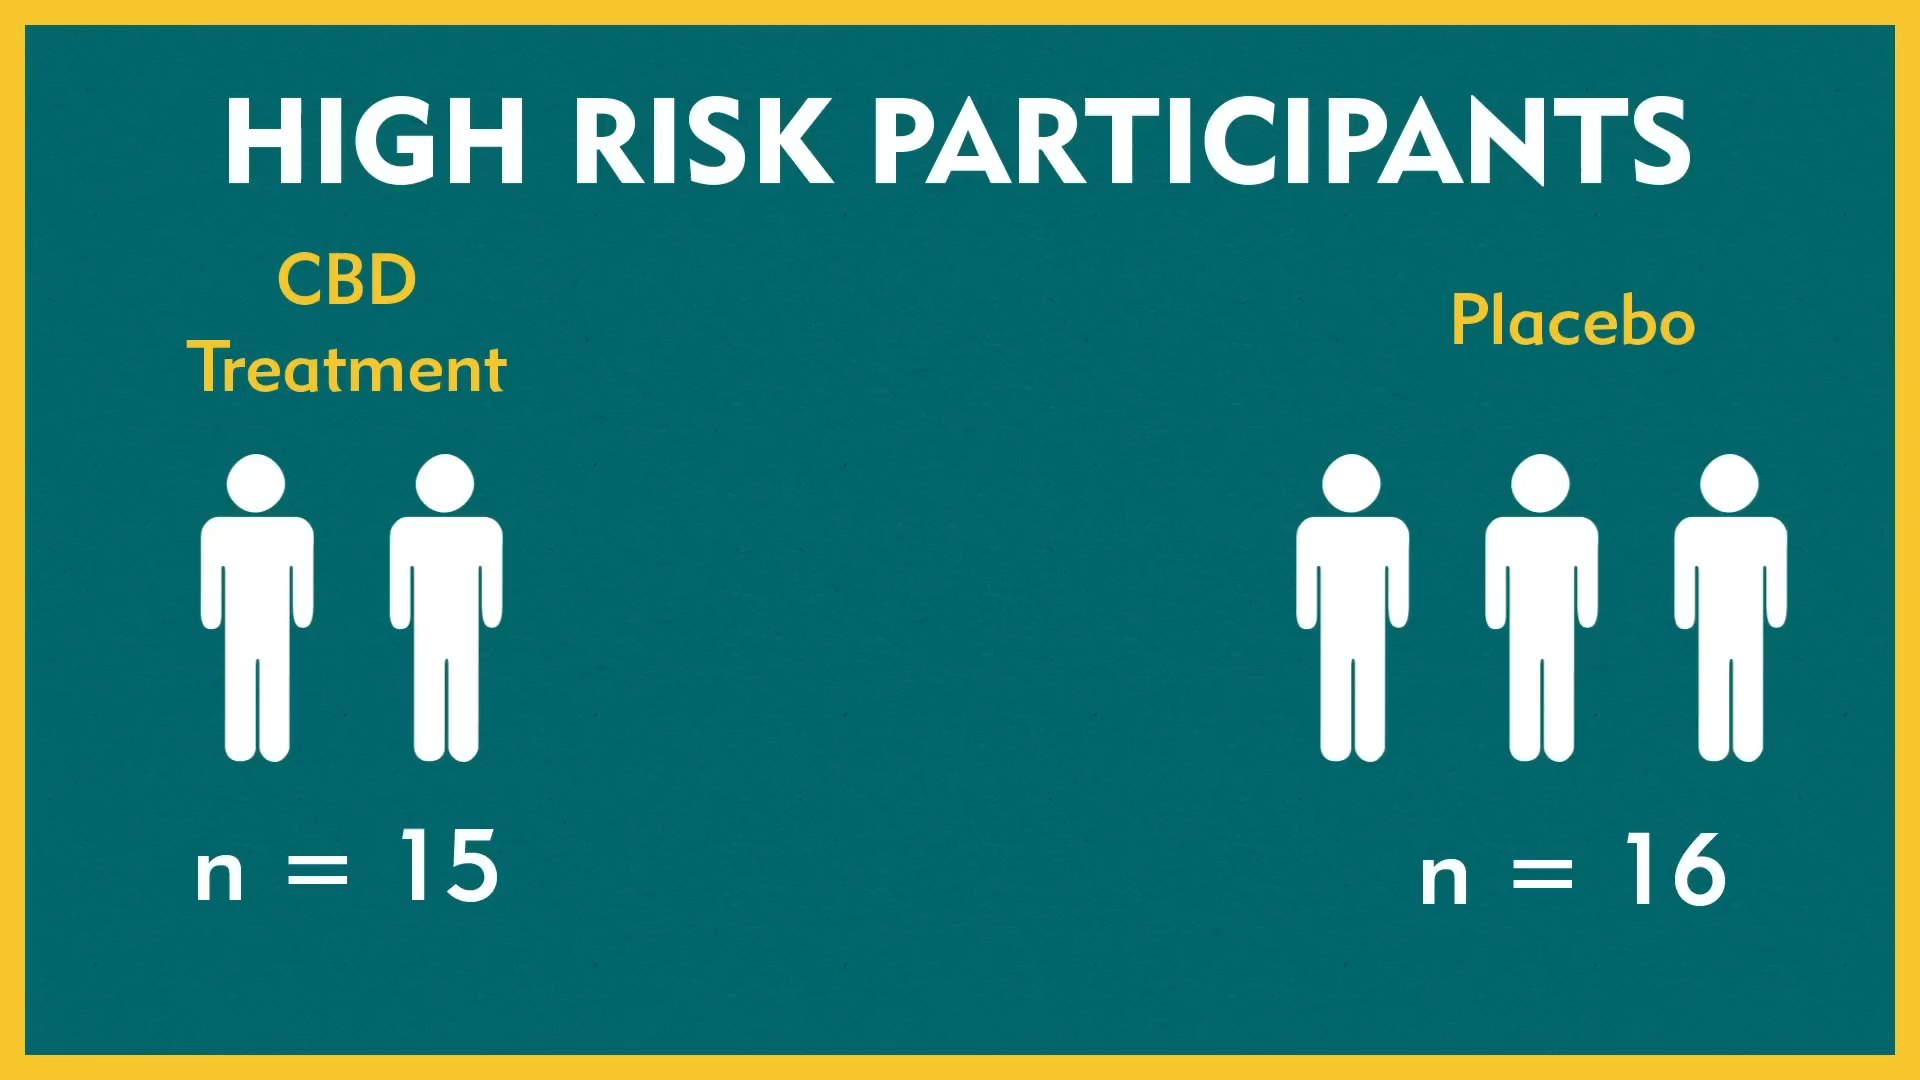 HIGH RISK PARTICIPANTS
CBD
Treatment
Placebo
n = 15
n = 16